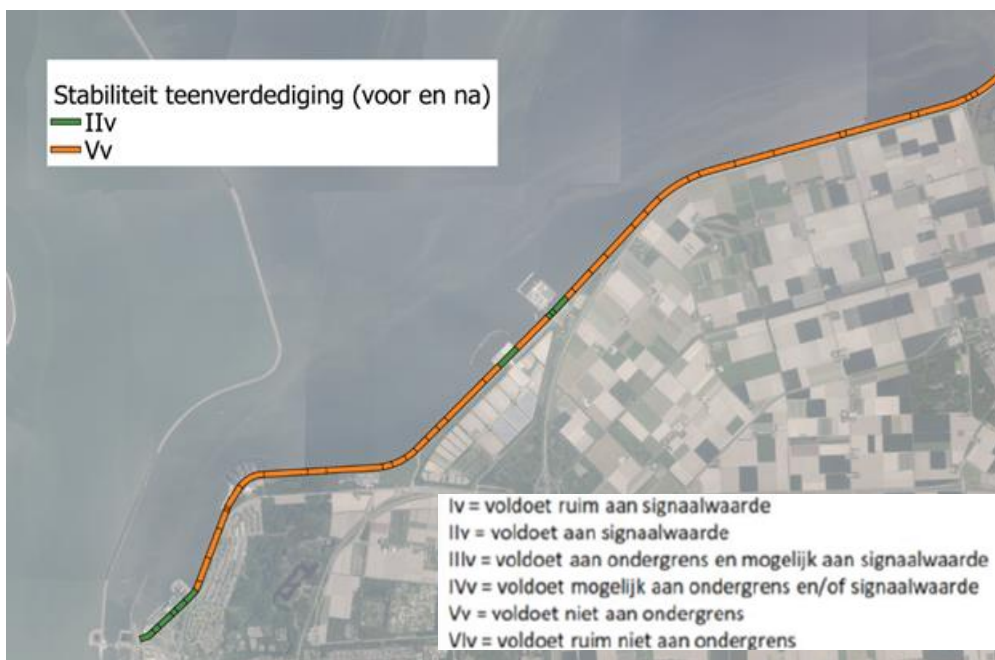 Stabiliteit teenverdediging (voor en na)
IIv
Vv
Iv = voldoet ruim aan signaalwaarde
IIv = voldoet aan signaalwaarde
IIIv = voldoet aan ondergrens en mogelijk aan signaalwaarde
IVv = voldoet mogelijk aan ondergrens en/of signaalwaarde
Vv = voldoet niet aan ondergrens
VIv = voldoet ruim niet aan ondergrens